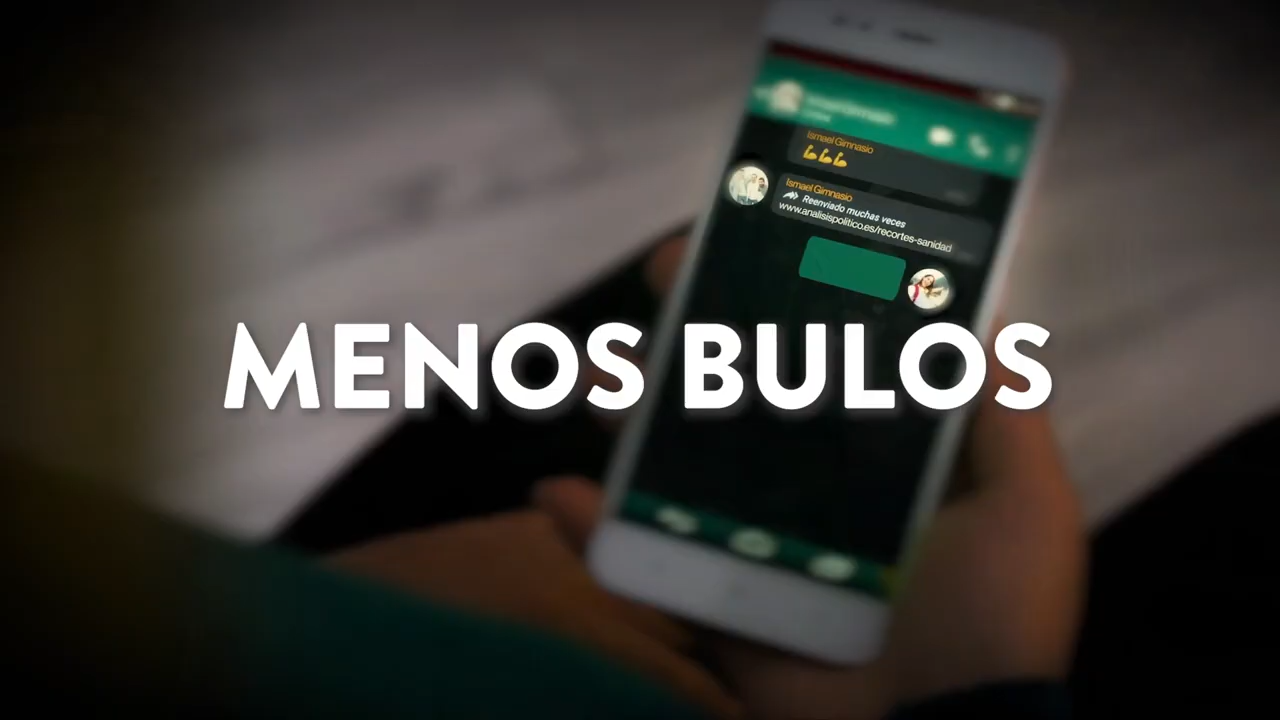 Ismael Gimnasio
💪💪💪
Ismael Gimnasio
Reenviado muchas veces
www.analisispolitico.es/recortes-sanidad
MENOS BULOS